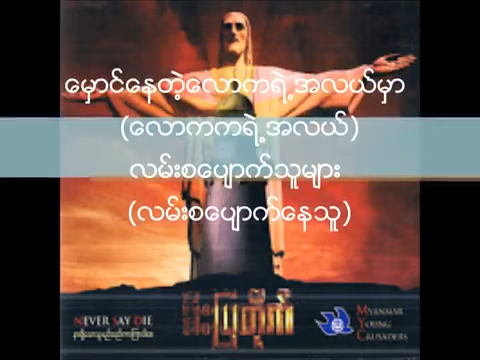 မှောင်နေတဲ့လောကရဲ့အလယ်မှာ
(လောကကရဲ့အလယ်)
လမ်းစပျောက်သူများ
(လမ်းစပျောက်နေသူ)
NEVER SAY DIE
MYANMAR
YOUNG
CRUSADERS